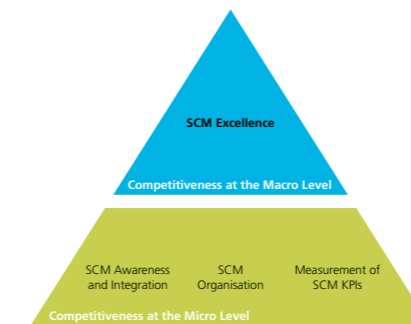 SCM Excellence
Competitiveness at the Macro Level
SCM Awareness
and Integration
SCM
Organisation
Measurement of
SCM KPIs
Competitiveness at the Micro Level